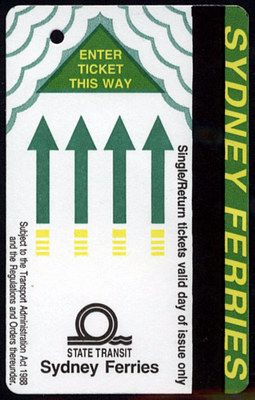 ENTER
TICKET
THIS WAY
SYDNEY FERRIES
Single/Return tickets valid day of issue only
Subject to the Transport Administration Act 1988
and the Regulations and Orders thereunder.
STATE TRANSIT
Sydney Ferries